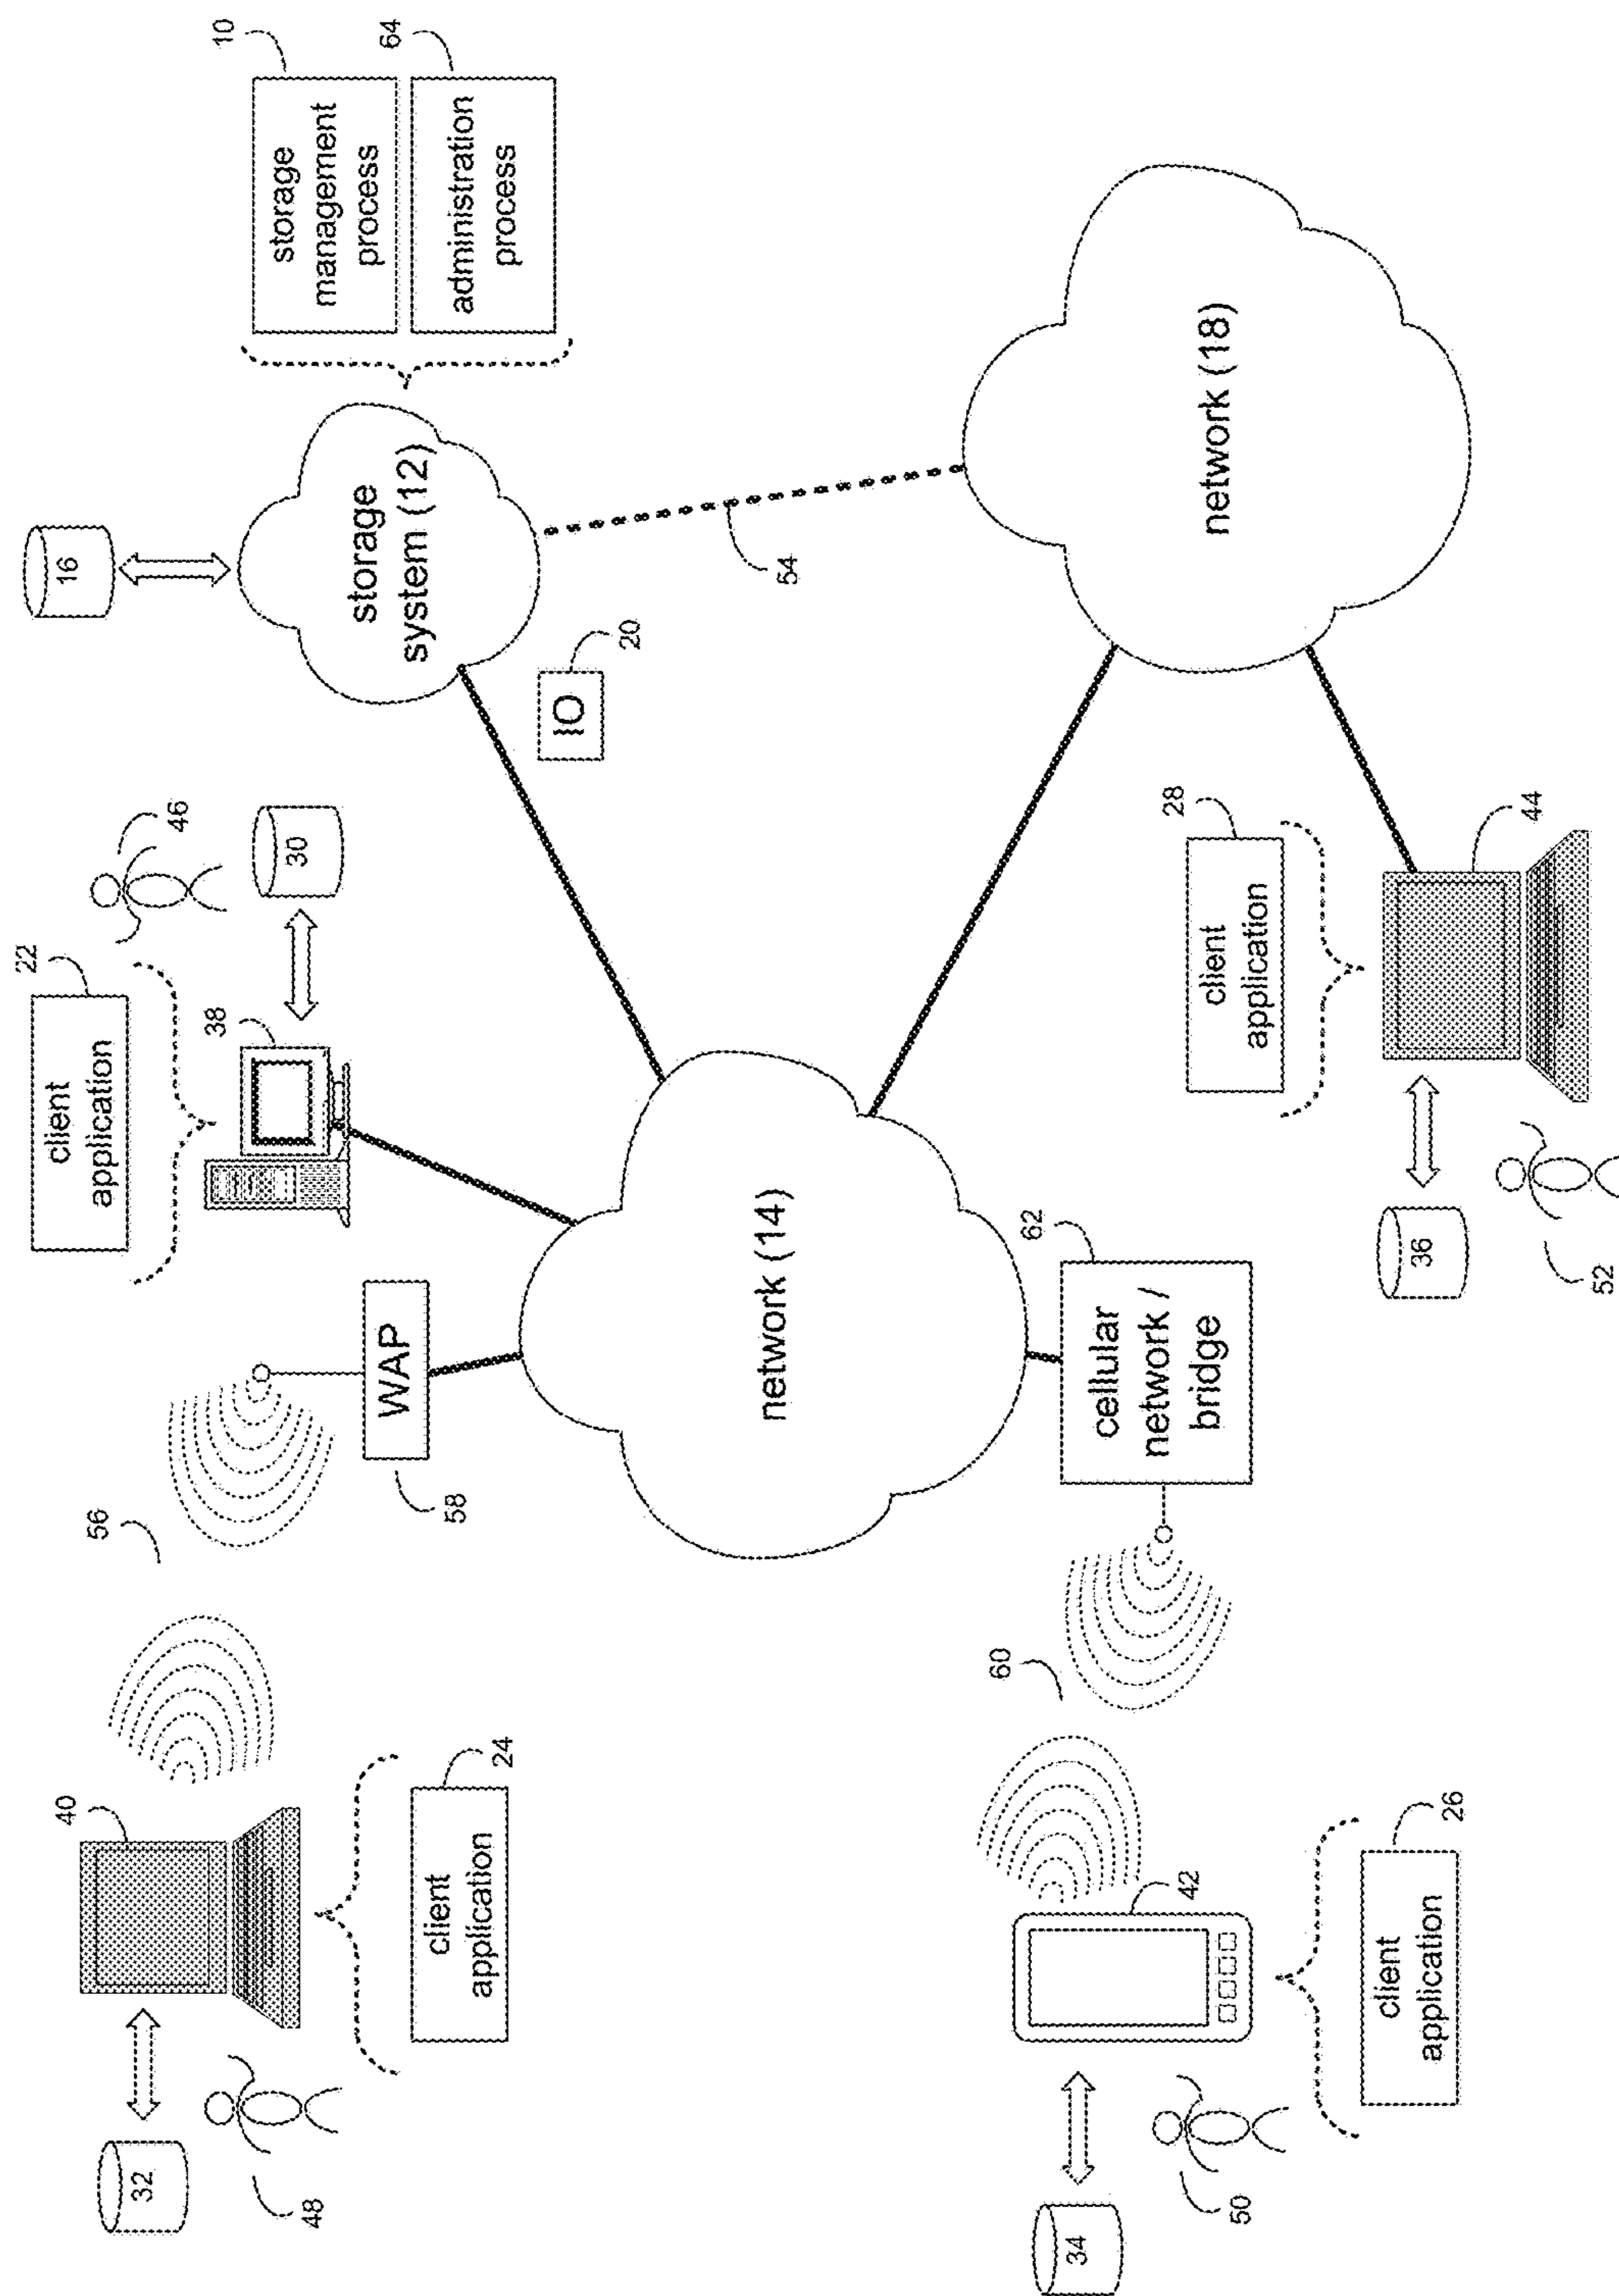 32
48
40
client
application
24
56
WAP
58
client
application
22
38
46
30
16
storage
system (12)
10
storage
management
process
64
administration
process
IO
20
54
network (14)
34
50
42
60
client
application
26
cellular
network /
bridge
62
network (18)
client
application
28
44
36
52